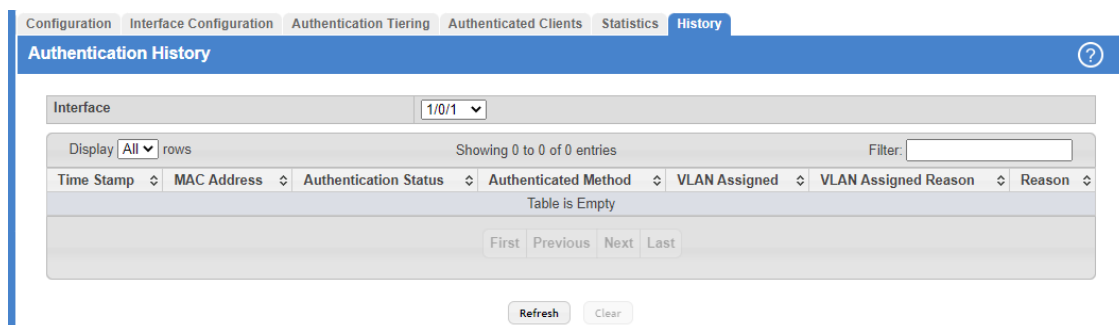 Configuration Interface Configuration Authentication Tiering Authenticated Clients Statistics History
Authentication History ?
Interface 1/0/1
Display All rows Showing 0 to 0 of 0 entries Filter:
Time Stamp MAC Address Authentication Status Authenticated Method VLAN Assigned VLAN Assigned Reason Reason
Table is Empty
First Previous Next Last
Refresh Clear